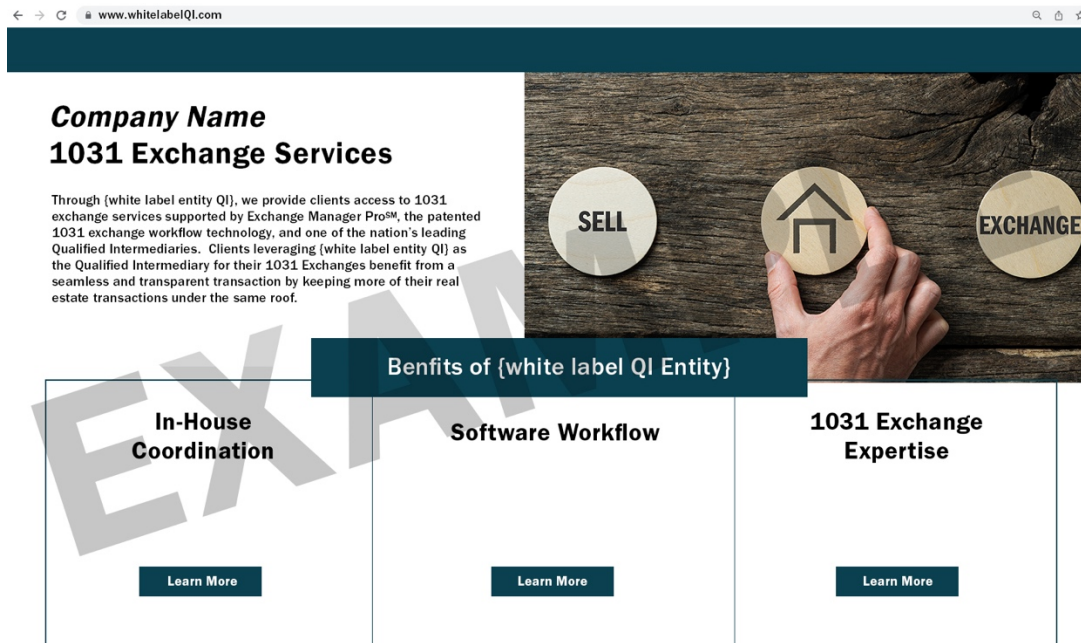 www.whitelabelQI.com
Company Name
1031 Exchange Services
Through {white label entity QI}, we provide clients access to 1031
exchange services supported by Exchange Manager Pro℠, the patented
1031 exchange workflow technology, and one of the nation's leading
Qualified Intermediaries. Clients leveraging {white label entity QI} as
the Qualified Intermediary for their 1031 Exchanges benefit from a
seamless and transparent transaction by keeping more of their real
estate transactions under the same roof.
SELL
EXCHANGE
EXAM
Benfits of {white label QI Entity}
In-House
Coordination
Software Workflow
1031 Exchange
Expertise
Learn More
Learn More
Learn More